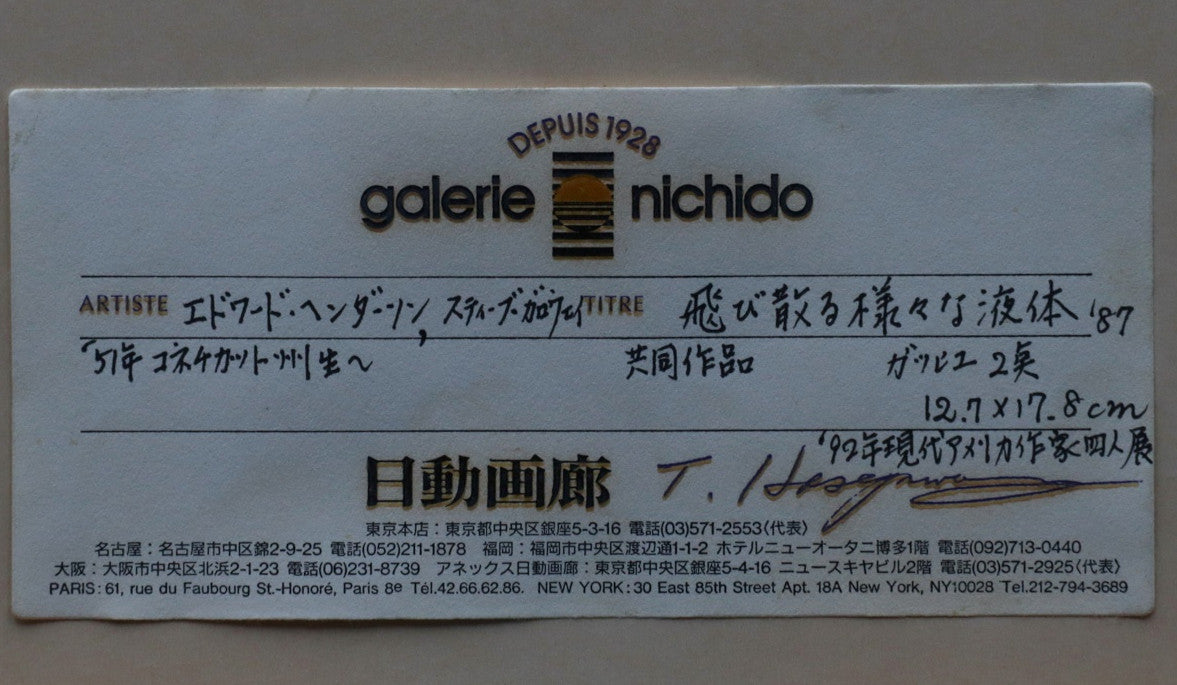 DEPUIS 1928
galerie nichido
ARTISTE エドワード・ヘンダーソン, スティーブ・ガロウェイ TITRE 飛び散る様々な液体 '87
'51年 コネチカット州生〜 共同作品 ガッシュ 2点
12.7×17.8cm
'92年現代アメリカ作家四人展
日動画廊 T. Hasegawa
東京本店：東京都中央区銀座5-3-16 電話(03)571-2553〈代表〉
名古屋：名古屋市中区錦2-9-25 電話(052)211-1878 福岡：福岡市中央区渡辺通1-1-2 ホテルニューオータニ博多1階 電話(092)713-0440
大阪：大阪市中央区北浜2-1-23 電話(06)231-8739 アネックス日動画廊：東京都中央区銀座5-4-16 ニュースキヤビル2階 電話(03)571-2925〈代表〉
PARIS: 61, rue du Faubourg St.-Honoré, Paris 8e Tél.42.66.62.86. NEW YORK: 30 East 85th Street Apt. 18A New York, NY10028 Tel.212-794-3689